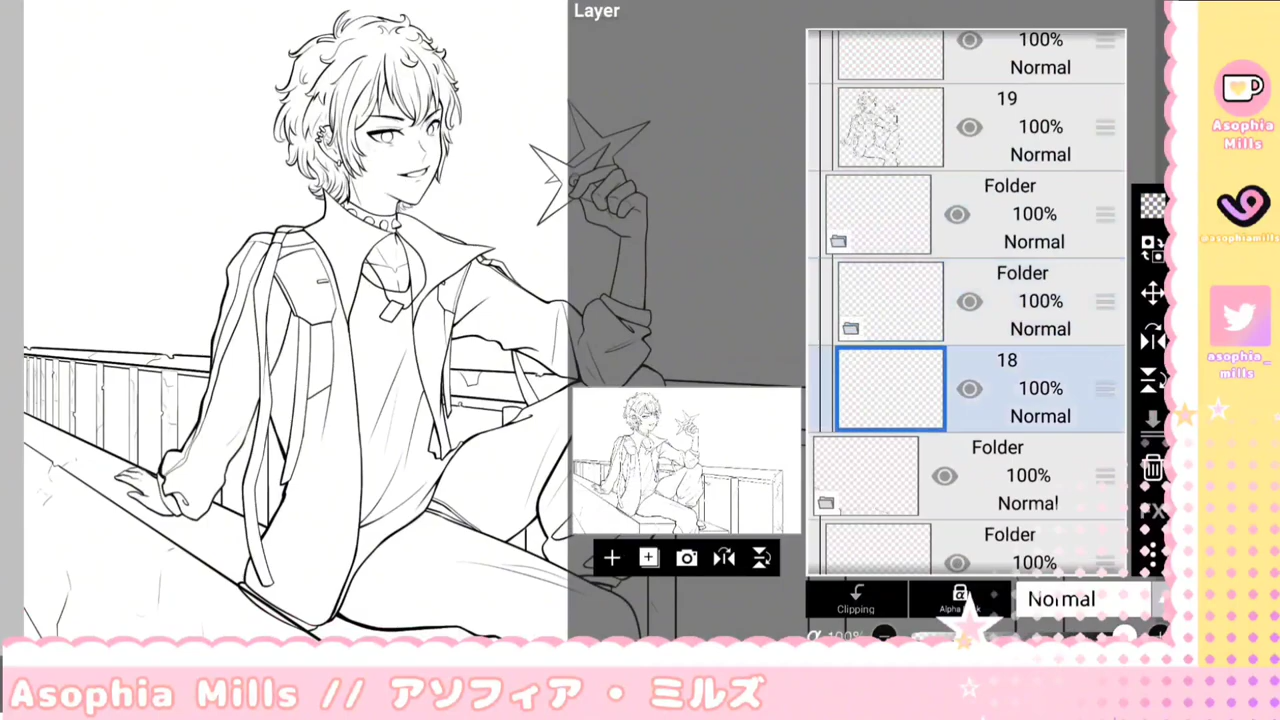 Layer
100%
Normal
19
100%
Normal
Folder
100%
Normal
Folder
100%
Normal
18
100%
Normal
Folder
100%
Normal
Folder
100%
Clipping
Normal
100%
Asophia
Mills
@asophiamills
asophia_
mills
Asophia Mills // アソフィア・ミルズ